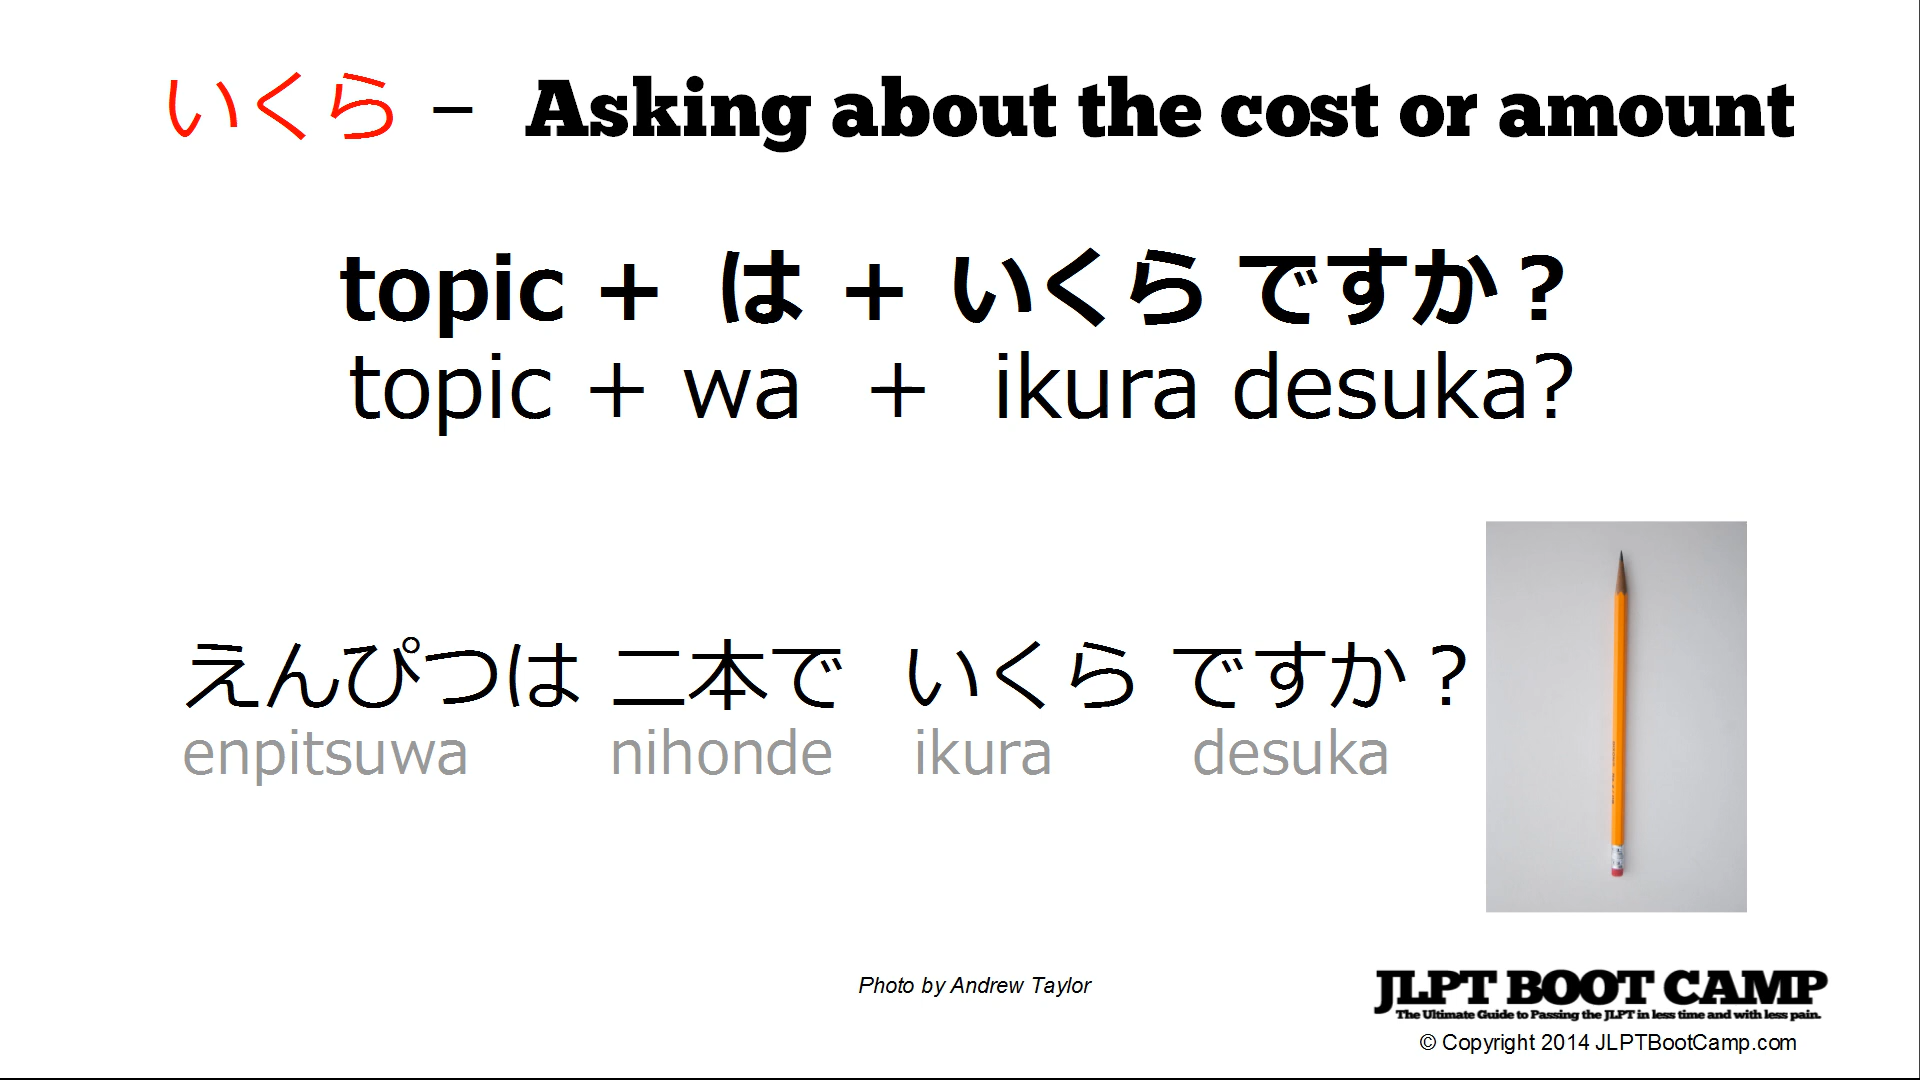 いくら – Asking about the cost or amount
topic + は + いくら ですか？
topic + wa + ikura desuka?
えんぴつは 二本で いくら ですか？
enpitsuwa nihonde ikura desuka
Photo by Andrew Taylor
JLPT BOOT CAMP
The Ultimate Guide to Passing the JLPT in less time and with less pain.
© Copyright 2014 JLPTBootCamp.com